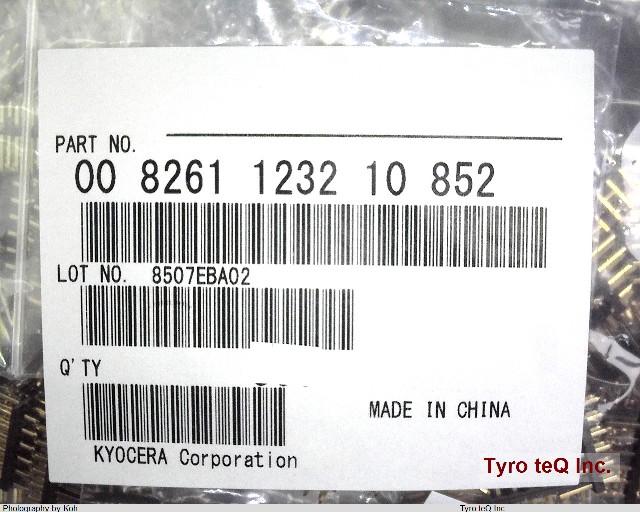 PART NO.
00 8261 1232 10 852
LOT NO. 8507EBA02
Q'TY
MADE IN CHINA
KYOCERA Corporation
Tyro teQ Inc.
Photography by Koh
Tyro teQ Inc